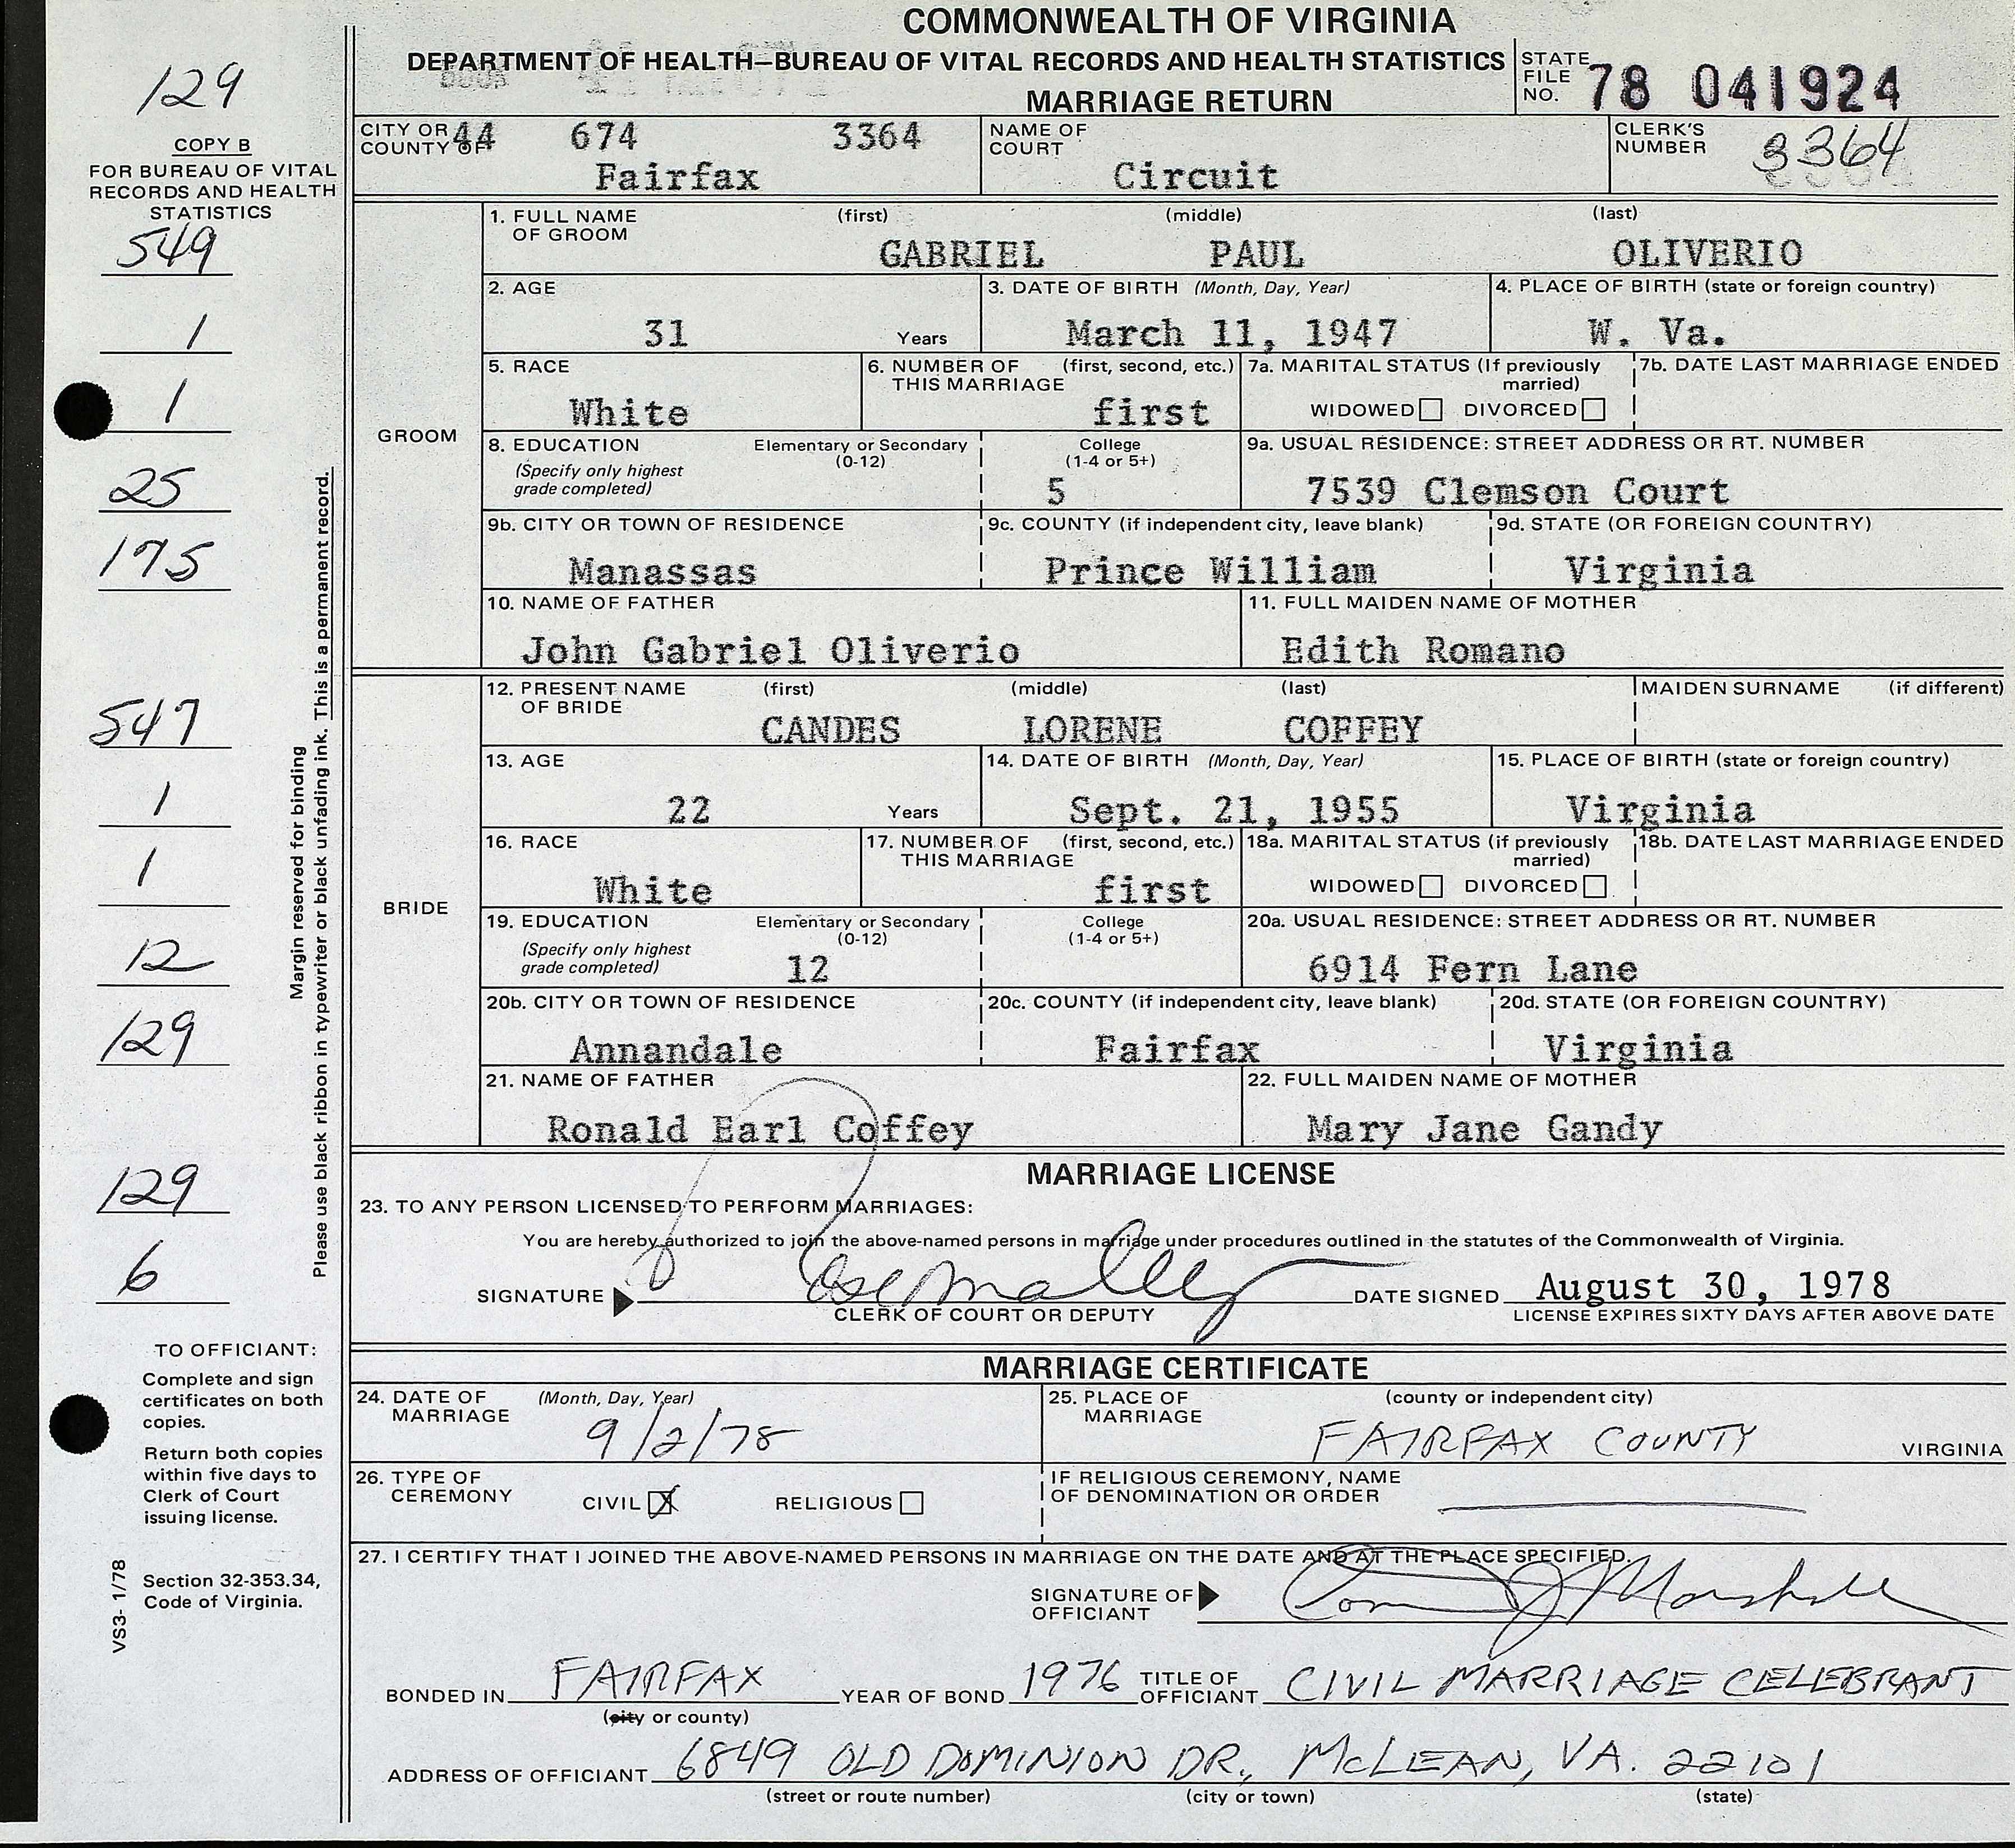 COMMONWEALTH OF VIRGINIA
DEPARTMENT OF HEALTH—BUREAU OF VITAL RECORDS AND HEALTH STATISTICS
MARRIAGE RETURN
STATE FILE NO. 78 041924
129
COPY B
FOR BUREAU OF VITAL
RECORDS AND HEALTH
STATISTICS
549
1
1
25
175
547
1
1
12
129
129
6
Margin reserved for binding
Please use black ribbon in typewriter or black unfading ink. This is a permanent record.
TO OFFICIANT:
Complete and sign
certificates on both
copies.
Return both copies
within five days to
Clerk of Court
issuing license.
Section 32-353.34,
Code of Virginia.
VS3- 1/78
CITY OR COUNTY OF 44 674 3364
Fairfax
NAME OF COURT
Circuit
CLERK'S NUMBER 3364
GROOM
1. FULL NAME OF GROOM (first) (middle) (last)
GABRIEL PAUL OLIVERIO
2. AGE
31 Years
3. DATE OF BIRTH (Month, Day, Year)
March 11, 1947
4. PLACE OF BIRTH (state or foreign country)
W. Va.
5. RACE
White
6. NUMBER OF THIS MARRIAGE (first, second, etc.)
first
7a. MARITAL STATUS (If previously married)
WIDOWED DIVORCED
7b. DATE LAST MARRIAGE ENDED
8. EDUCATION (Specify only highest grade completed)
Elementary or Secondary (0-12)
College (1-4 or 5+)
5
9a. USUAL RESIDENCE: STREET ADDRESS OR RT. NUMBER
7539 Clemson Court
9b. CITY OR TOWN OF RESIDENCE
Manassas
9c. COUNTY (if independent city, leave blank)
Prince William
9d. STATE (OR FOREIGN COUNTRY)
Virginia
10. NAME OF FATHER
John Gabriel Oliverio
11. FULL MAIDEN NAME OF MOTHER
Edith Romano
BRIDE
12. PRESENT NAME OF BRIDE (first) (middle) (last)
CANDES LORENE COFFEY
MAIDEN SURNAME (if different)
13. AGE
22 Years
14. DATE OF BIRTH (Month, Day, Year)
Sept. 21, 1955
15. PLACE OF BIRTH (state or foreign country)
Virginia
16. RACE
White
17. NUMBER OF THIS MARRIAGE (first, second, etc.)
first
18a. MARITAL STATUS (if previously married)
WIDOWED DIVORCED
18b. DATE LAST MARRIAGE ENDED
19. EDUCATION (Specify only highest grade completed)
Elementary or Secondary (0-12)
12
College (1-4 or 5+)
20a. USUAL RESIDENCE: STREET ADDRESS OR RT. NUMBER
6914 Fern Lane
20b. CITY OR TOWN OF RESIDENCE
Annandale
20c. COUNTY (if independent city, leave blank)
Fairfax
20d. STATE (OR FOREIGN COUNTRY)
Virginia
21. NAME OF FATHER
Ronald Earl Coffey
22. FULL MAIDEN NAME OF MOTHER
Mary Jane Gandy
MARRIAGE LICENSE
23. TO ANY PERSON LICENSED TO PERFORM MARRIAGES:
You are hereby authorized to join the above-named persons in marriage under procedures outlined in the statutes of the Commonwealth of Virginia.
SIGNATURE
CLERK OF COURT OR DEPUTY
DATE SIGNED August 30, 1978
LICENSE EXPIRES SIXTY DAYS AFTER ABOVE DATE
MARRIAGE CERTIFICATE
24. DATE OF MARRIAGE (Month, Day, Year)
9/2/78
25. PLACE OF MARRIAGE (county or independent city)
FAIRFAX COUNTY VIRGINIA
26. TYPE OF CEREMONY CIVIL X RELIGIOUS
IF RELIGIOUS CEREMONY, NAME OF DENOMINATION OR ORDER
27. I CERTIFY THAT I JOINED THE ABOVE-NAMED PERSONS IN MARRIAGE ON THE DATE AND AT THE PLACE SPECIFIED.
SIGNATURE OF OFFICIANT J Marshall
BONDED IN FAIRFAX YEAR OF BOND 1976 TITLE OF OFFICIANT CIVIL MARRIAGE CELEBRANT
(city or county)
ADDRESS OF OFFICIANT 6849 OLD DOMINION DR., McLEAN, VA. 22101
(street or route number) (city or town) (state)